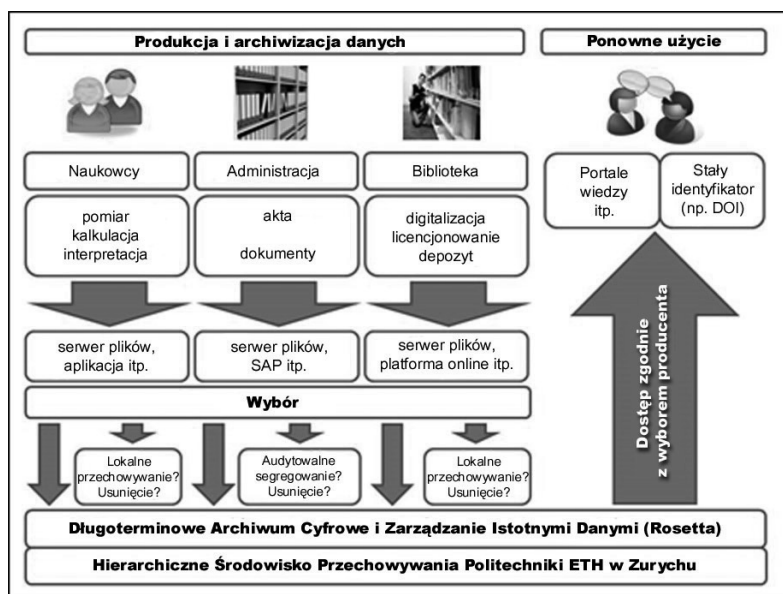 Produkcja i archiwizacja danych
Ponowne użycie
Naukowcy
Administracja
Biblioteka
Portale
wiedzy
itp.
Stały
identyfikator
(np. DOI)
pomiar
kalkulacja
interpretacja
akta
dokumenty
digitalizacja
licencjonowanie
depozyt
serwer plików,
aplikacja itp.
serwer plików,
SAP itp.
serwer plików,
platforma online itp.
Wybór
Lokalne
przechowywanie?
Usunięcie?
Audytowalne
segregowanie?
Usunięcie?
Lokalne
przechowywanie?
Usunięcie?
Dostęp zgodnie
z wyborem producenta
Długoterminowe Archiwum Cyfrowe i Zarządzanie Istotnymi Danymi (Rosetta)
Hierarchiczne Środowisko Przechowywania Politechniki ETH w Zurychu